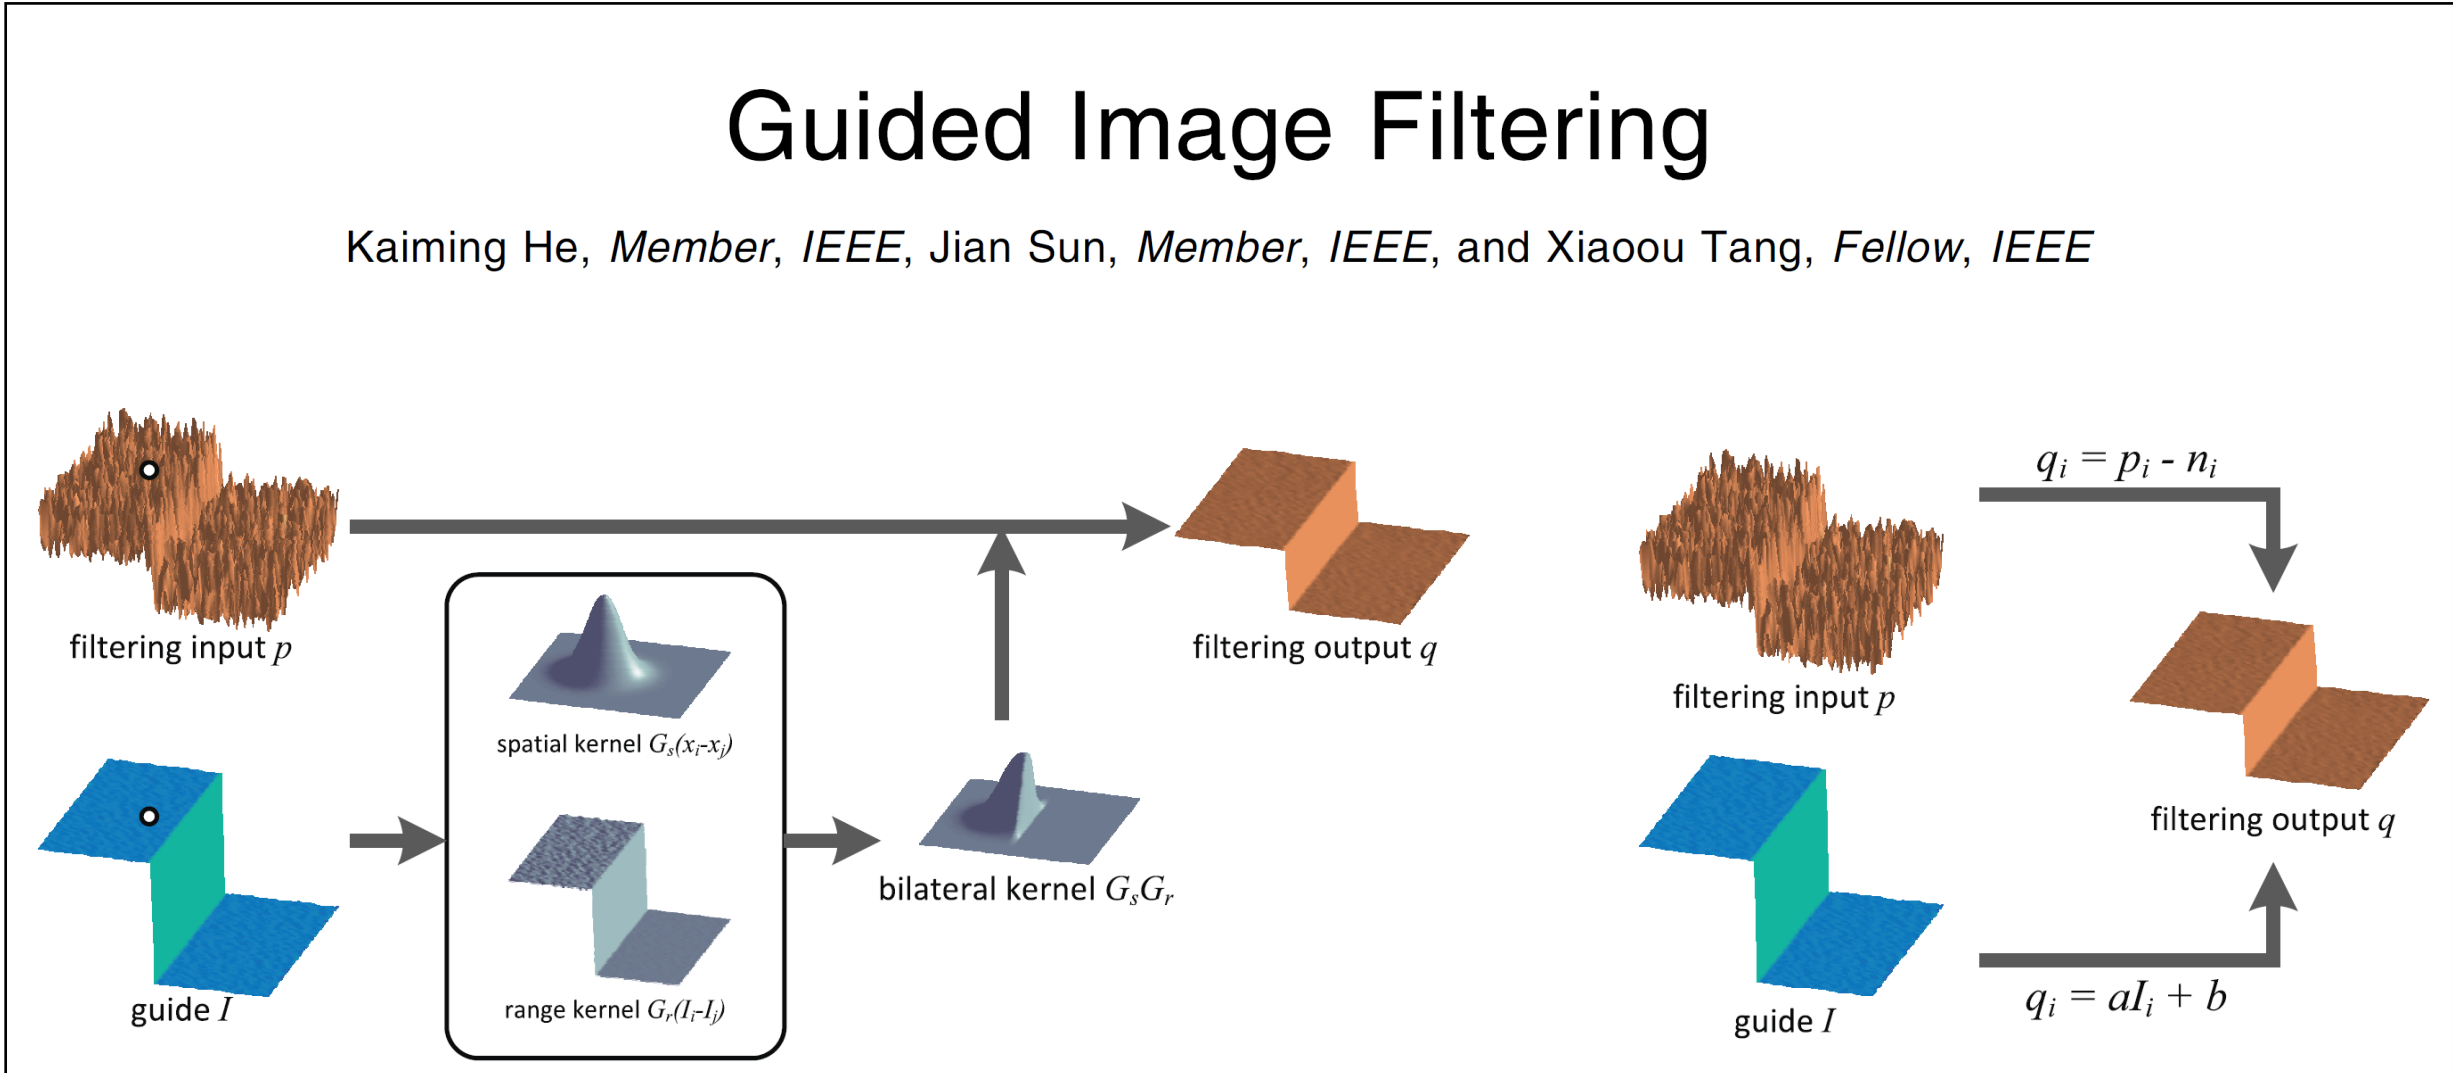 Guided Image Filtering
Kaiming He, Member, IEEE, Jian Sun, Member, IEEE, and Xiaoou Tang, Fellow, IEEE
filtering input p
guide I
spatial kernel Gs(xi-xj)
range kernel Gr(Ii-Ij)
bilateral kernel GsGr
filtering output q
filtering input p
guide I
qi = pi - ni
filtering output q
qi = aIi + b